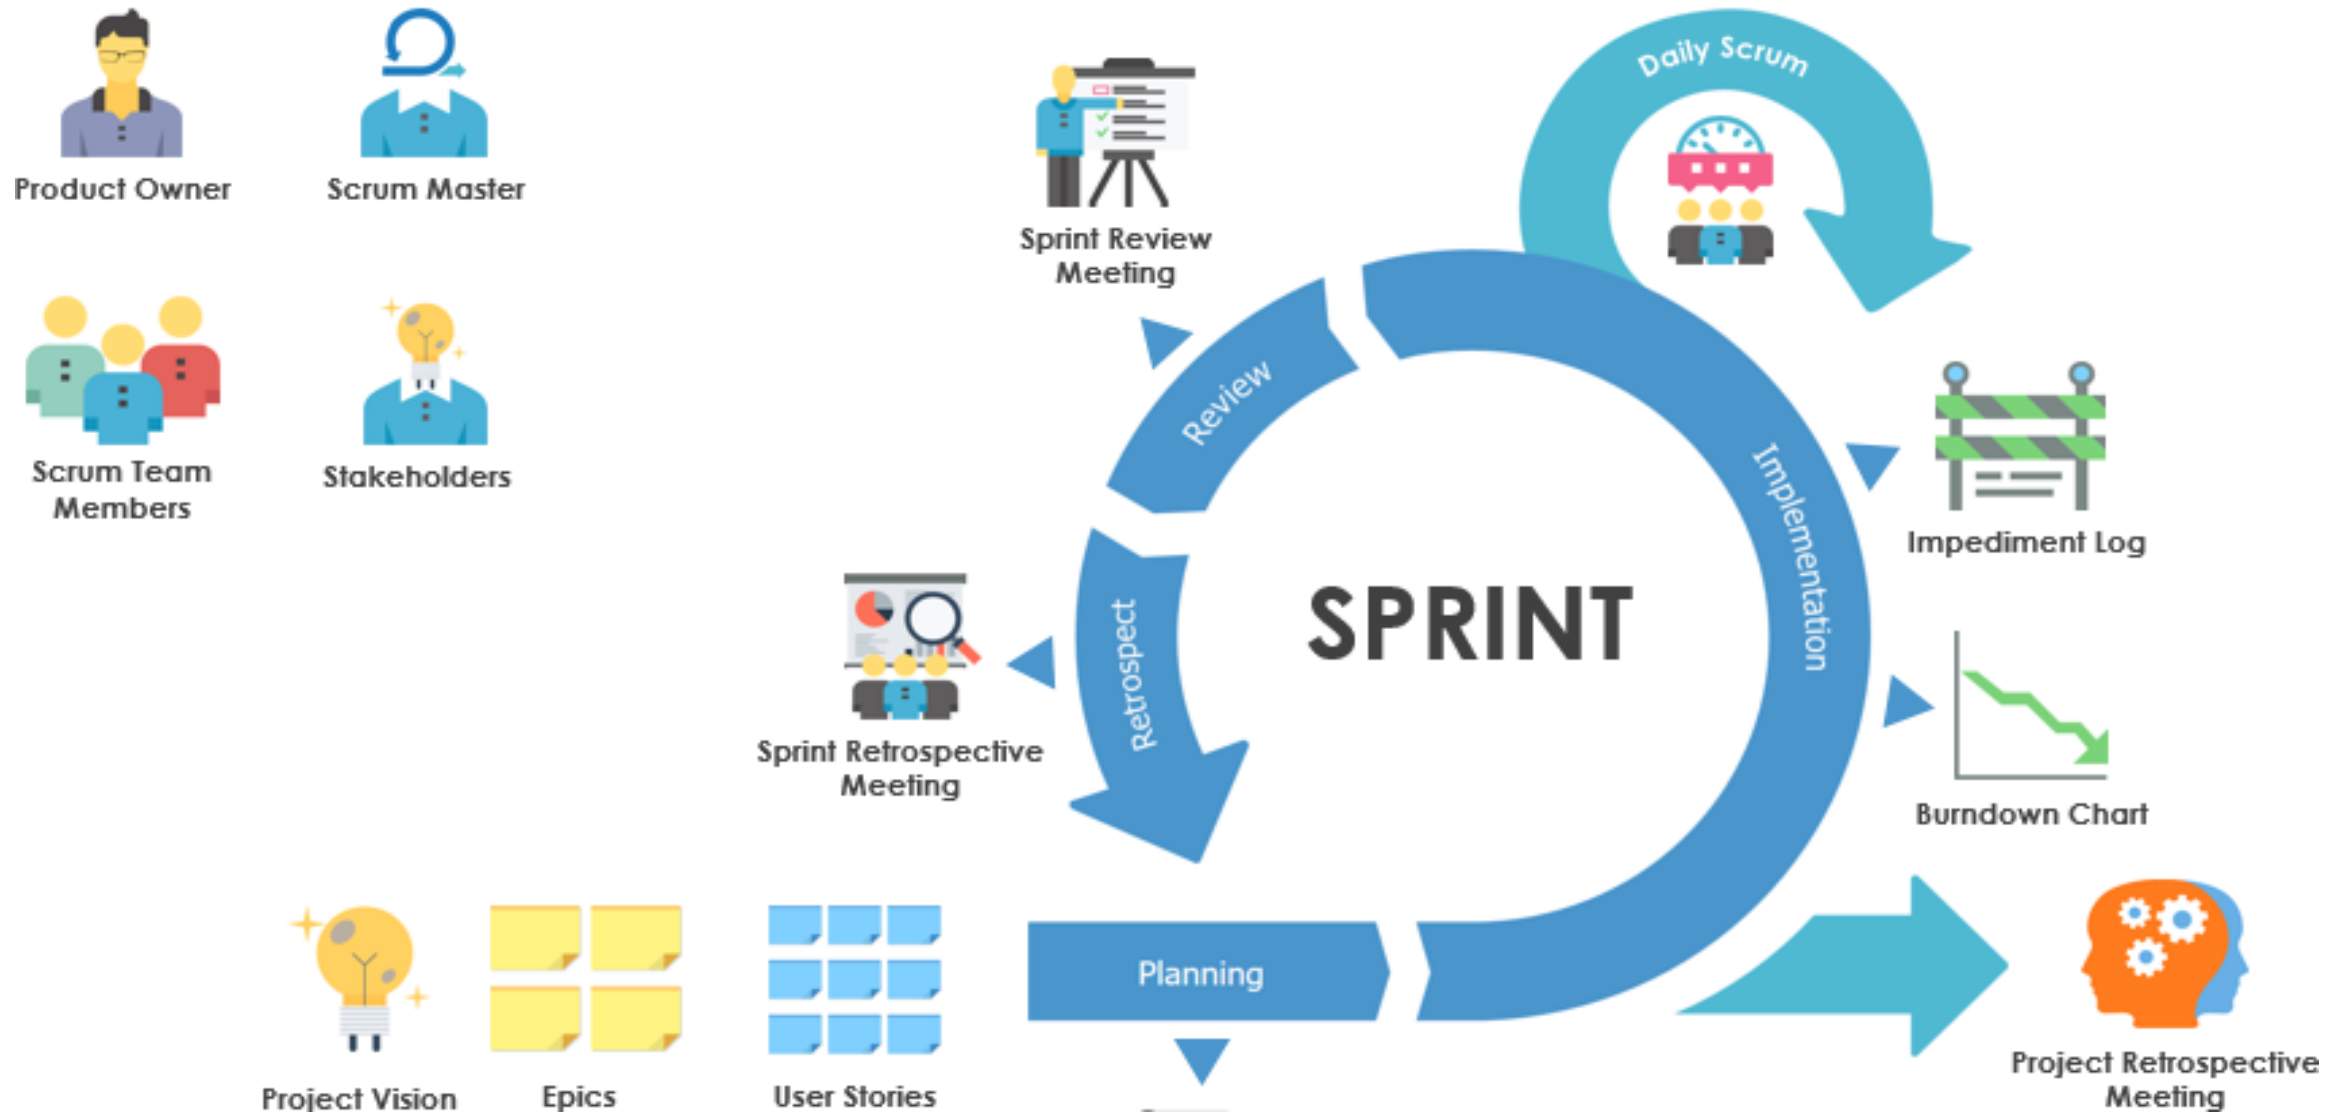 Product Owner
Scrum Master
Scrum Team
Members
Stakeholders
Sprint Review
Meeting
Daily Scrum
Review
Implementation
Impediment Log
SPRINT
Retrospect
Sprint Retrospective
Meeting
Burndown Chart
Planning
Project Vision
Epics
User Stories
Project Retrospective
Meeting